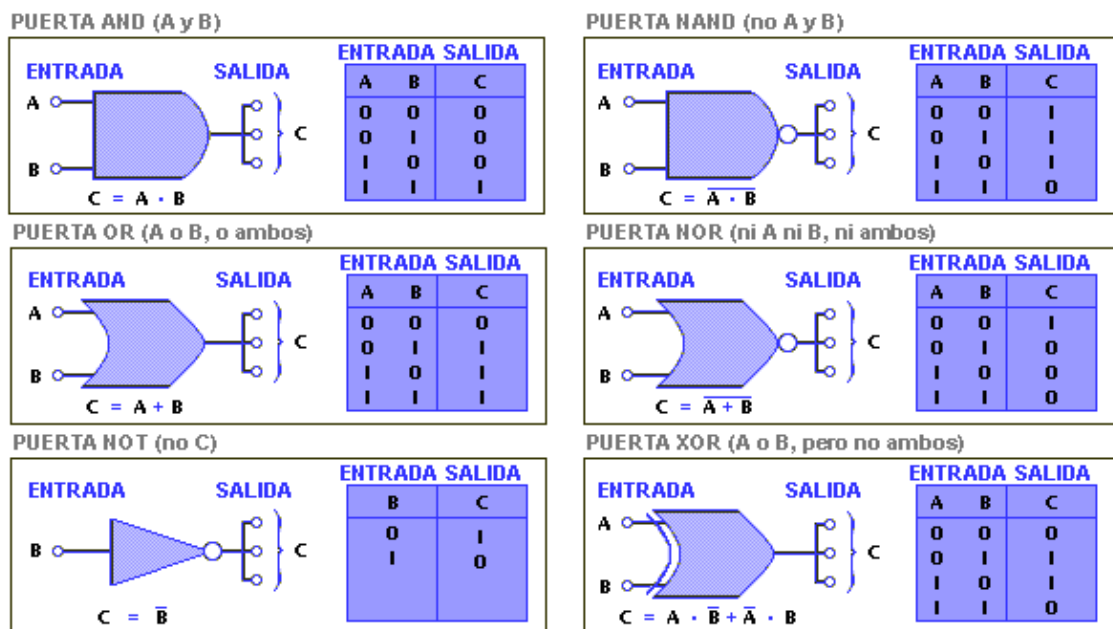 PUERTA AND (A y B)
ENTRADA SALIDA
ENTRADA SALIDA
A
B
C
A B C
0 0 0
0 1 0
1 0 0
1 1 1
C = A · B
PUERTA NAND (no A y B)
ENTRADA SALIDA
ENTRADA SALIDA
A
B
C
A B C
0 0 1
0 1 1
1 0 1
1 1 0
C = A̅ ·̅ B̅
PUERTA OR (A o B, o ambos)
ENTRADA SALIDA
ENTRADA SALIDA
A
B
C
A B C
0 0 0
0 1 1
1 0 1
1 1 1
C = A + B
PUERTA NOR (ni A ni B, ni ambos)
ENTRADA SALIDA
ENTRADA SALIDA
A
B
C
A B C
0 0 1
0 1 0
1 0 0
1 1 0
C = A̅ +̅ B̅
PUERTA NOT (no C)
ENTRADA SALIDA
ENTRADA SALIDA
B
C
B C
0 1
1 0
C = B̅
PUERTA XOR (A o B, pero no ambos)
ENTRADA SALIDA
ENTRADA SALIDA
A
B
C
A B C
0 0 0
0 1 1
1 0 1
1 1 0
C = A · B̅ + A̅ · B